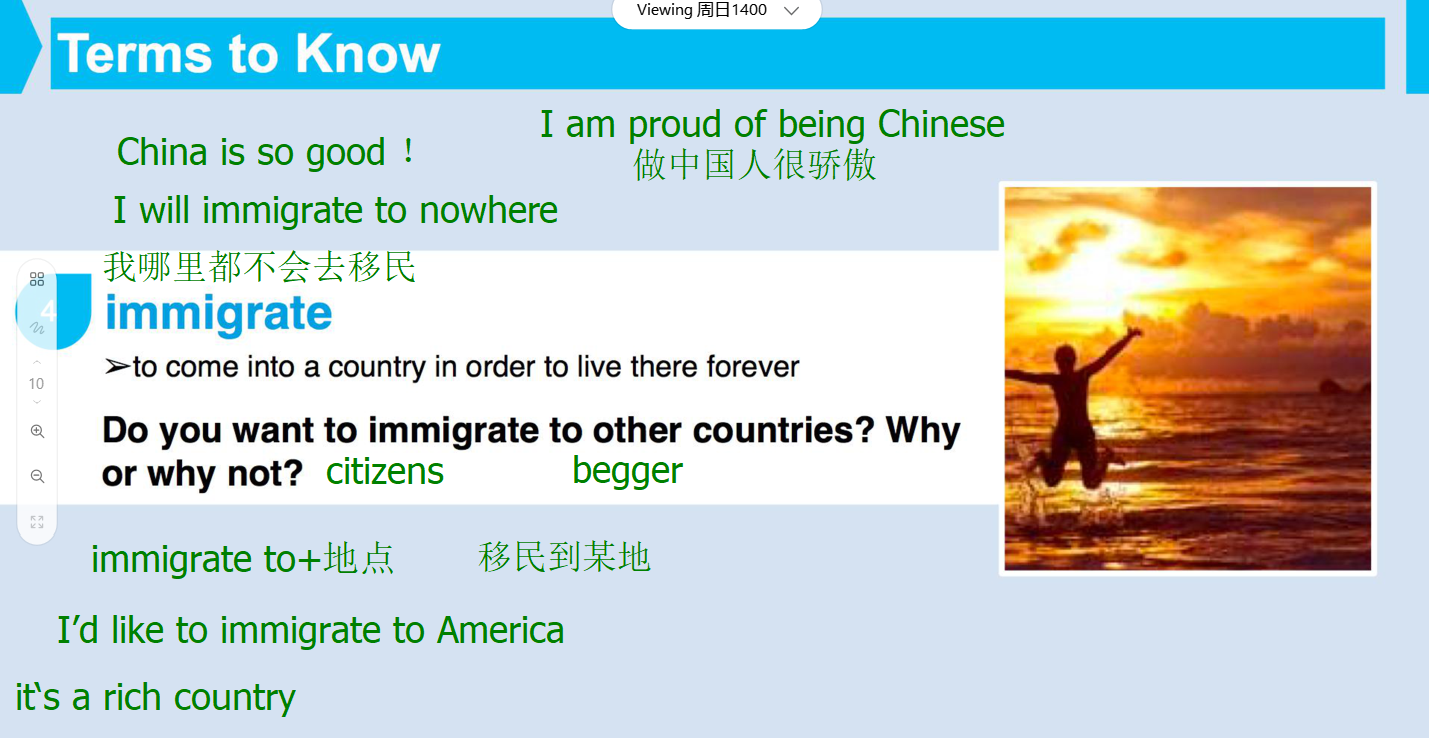 Viewing 周日1400
Terms to Know
I am proud of being Chinese
China is so good！
做中国人很骄傲
I will immigrate to nowhere
我哪里都不会去移民
4
immigrate
➢to come into a country in order to live there forever
10
Do you want to immigrate to other countries? Why
or why not?
citizens
begger
immigrate to+地点
移民到某地
I’d like to immigrate to America
it‘s a rich country